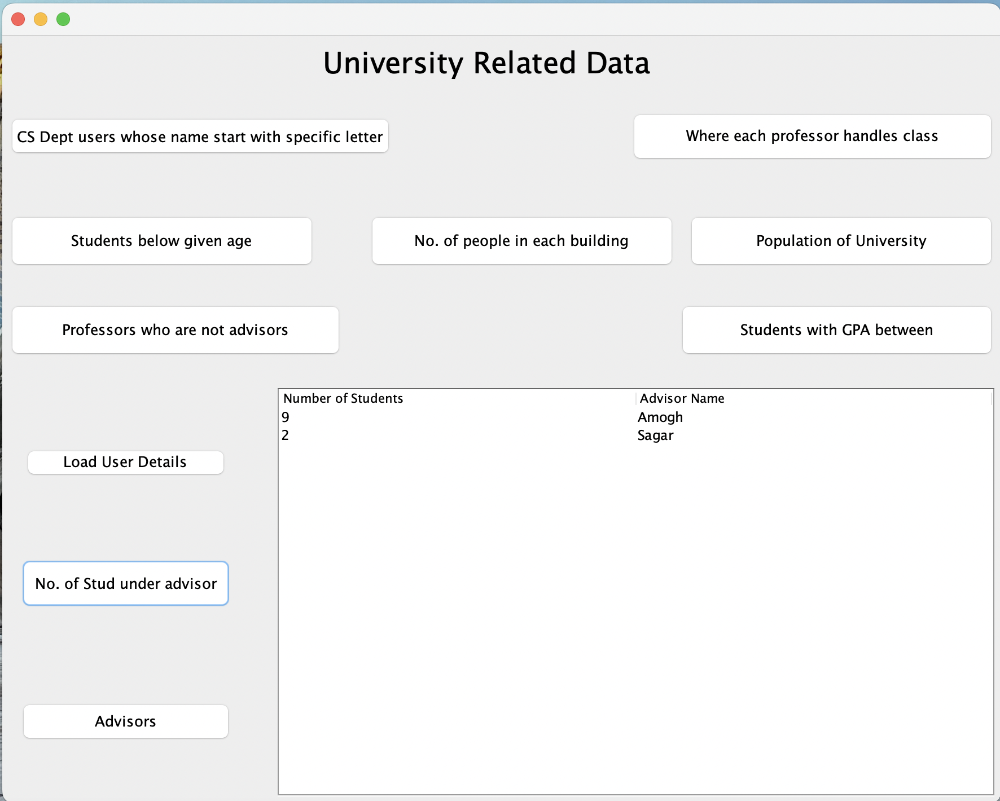 University Related Data
CS Dept users whose name start with specific letter
Where each professor handles class
Students below given age
No. of people in each building
Population of University
Professors who are not advisors
Students with GPA between
Number of Students Advisor Name
9 Amogh
2 Sagar
Load User Details
No. of Stud under advisor
Advisors